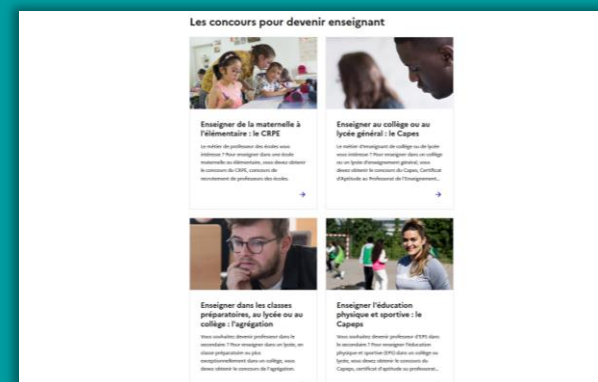 Les concours pour devenir enseignant
Enseigner de la maternelle à
l'élémentaire : le CRPE
Le métier de professeur des écoles vous
intéresse ? Pour enseigner dans une école
maternelle ou élémentaire, vous devez obtenir
le concours du CRPE, concours de
recrutement de professeurs des écoles.
Enseigner au collège ou au
lycée général : le Capes
Le métier d'enseignant de collège ou de lycée
vous intéresse ? Pour enseigner dans un collège
ou un lycée d'enseignement général, vous
devez obtenir le concours du Capes, Certificat
d'Aptitude au Professorat de l'Enseignement...
Enseigner dans les classes
préparatoires, au lycée ou au
collège : l'agrégation
Vous souhaitez devenir professeur dans le
secondaire ? Pour enseigner dans un lycée, en
classe préparatoire ou plus
exceptionnellement dans un collège, vous
devez obtenir le concours de l'agrégation.
Enseigner l'éducation
physique et sportive : le
Capeps
Vous souhaitez devenir professeur d'EPS dans
le secondaire ? Pour enseigner l'éducation
physique et sportive (EPS) dans un collège ou
lycée, vous devez obtenir le concours du
Capeps, certificat d'aptitude au professorat...